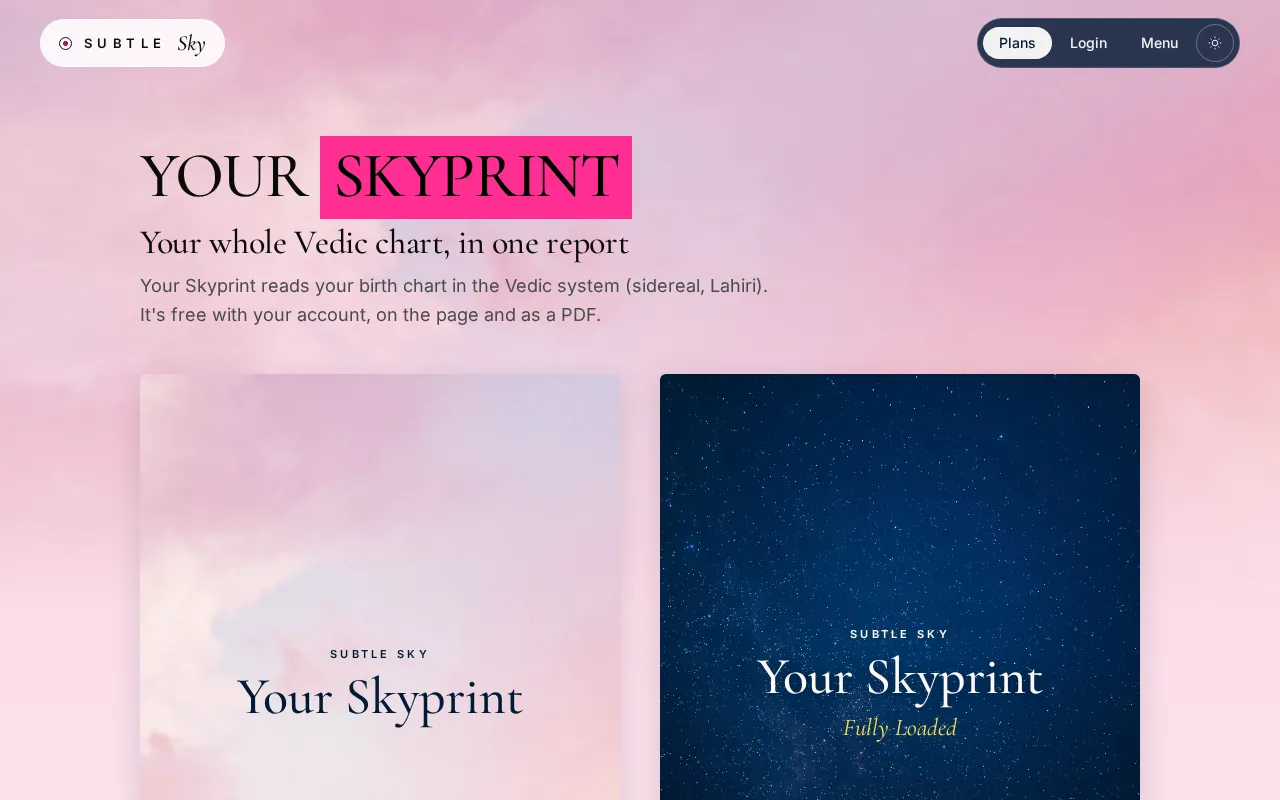 SUBTLE Sky
Plans Login Menu
YOUR SKYPRINT
Your whole Vedic chart, in one report
Your Skyprint reads your birth chart in the Vedic system (sidereal, Lahiri).
It's free with your account, on the page and as a PDF.
SUBTLE SKY
Your Skyprint
SUBTLE SKY
Your Skyprint
Fully Loaded